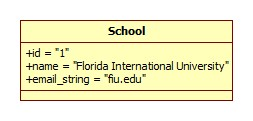 School
+id = "1"
+name = "Florida International University"
+email_string = "fiu.edu"